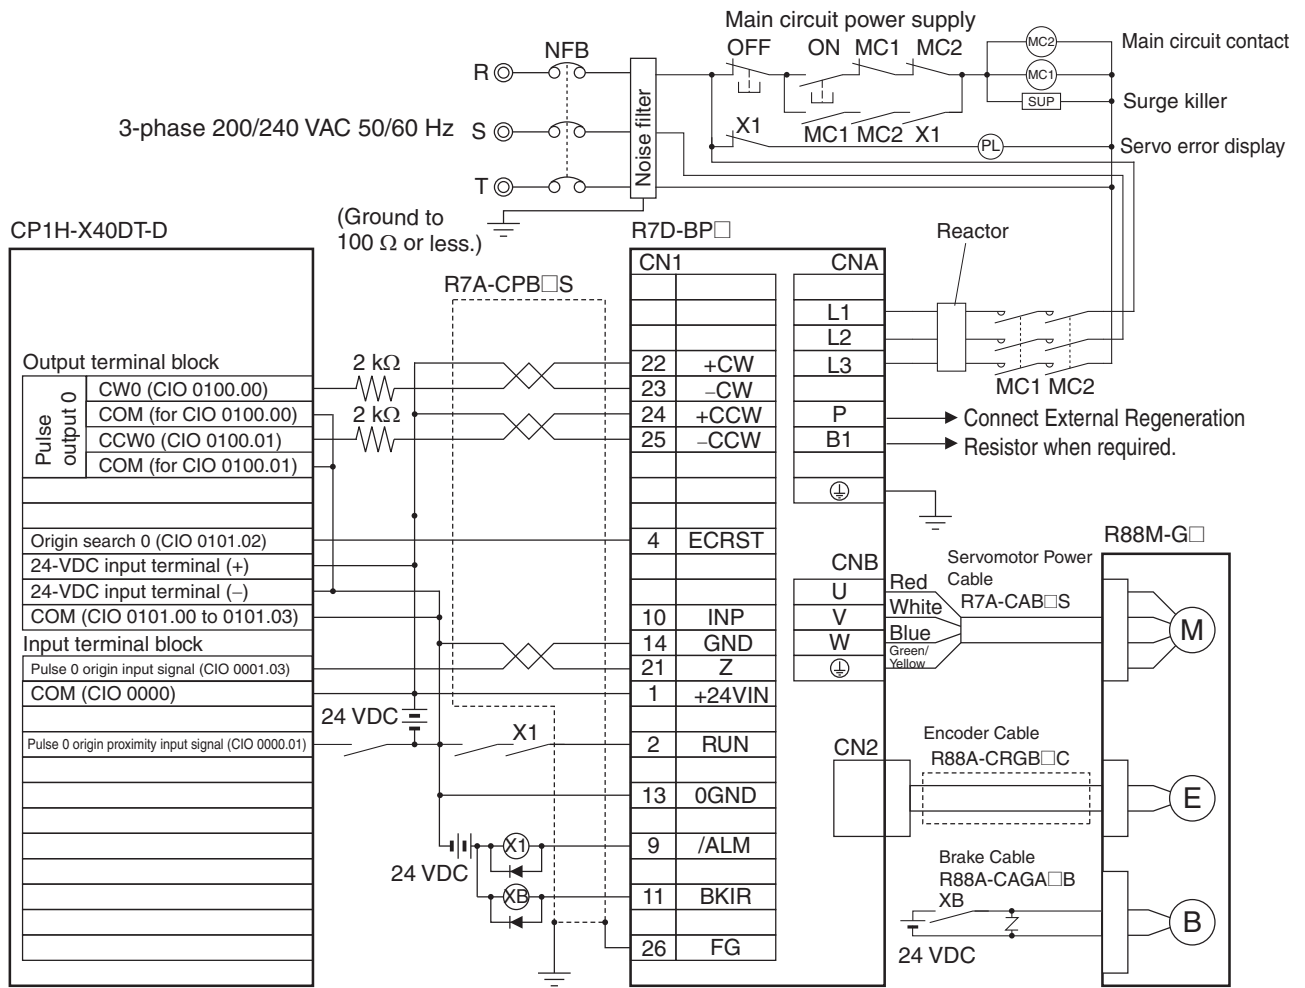 Main circuit power supply
OFF ON MC1 MC2
MC2 Main circuit contact
MC1
SUP Surge killer
MC1 MC2 X1
X1
PL Servo error display
NFB
R
3-phase 200/240 VAC 50/60 Hz S
T
Noise filter
(Ground to
100 Ω or less.)
CP1H-X40DT-D
R7A-CPB□S
R7D-BP□
Reactor
CN1 CNA
L1
L2
L3
MC1 MC2
P
B1
Connect External Regeneration
Resistor when required.
Output terminal block
Pulse
output 0
CW0 (CIO 0100.00)
COM (for CIO 0100.00)
CCW0 (CIO 0100.01)
COM (for CIO 0100.01)
2 kΩ
2 kΩ
22 +CW
23 –CW
24 +CCW
25 –CCW
Origin search 0 (CIO 0101.02)
24-VDC input terminal (+)
24-VDC input terminal (–)
COM (CIO 0101.00 to 0101.03)
Input terminal block
Pulse 0 origin input signal (CIO 0001.03)
COM (CIO 0000)
24 VDC
Pulse 0 origin proximity input signal (CIO 0000.01)
X1
4 ECRST
10 INP
14 GND
21 Z
1 +24VIN
2 RUN
13 0GND
9 /ALM
11 BKIR
26 FG
24 VDC
X1
XB
CNB
U
V
W
Red
White
Blue
Green/
Yellow
Servomotor Power
Cable
R7A-CAB□S
R88M-G□
M
CN2
Encoder Cable
R88A-CRGB□C
E
Brake Cable
R88A-CAGA□B
XB
24 VDC
B